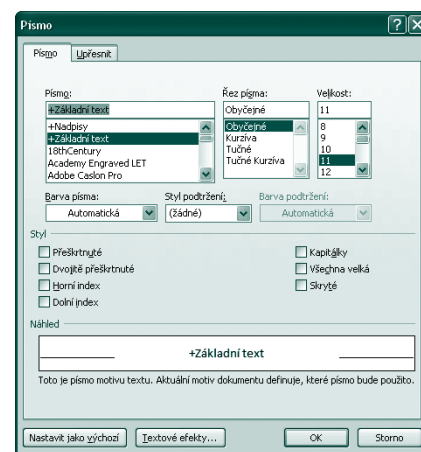 Písmo
Písmo Upřesnit
Písmo: Řez písma: Velikost:
+Základní text Obyčejné 11
+Nadpisy Obyčejné 8
+Základní text Kurzíva 9
18thCentury Tučné 10
Academy Engraved LET Tučné Kurzíva 11
Adobe Caslon Pro 12
Barva písma: Styl podtržení: Barva podtržení:
Automatická (žádné) Automatická
Styl
Přeškrtnuté Kapitálky
Dvojitě přeškrtnuté Všechna velká
Horní index Skryté
Dolní index
Náhled
+Základní text
Toto je písmo motivu textu. Aktuální motiv dokumentu definuje, které písmo bude použito.
Nastavit jako výchozí Textové efekty... OK Storno